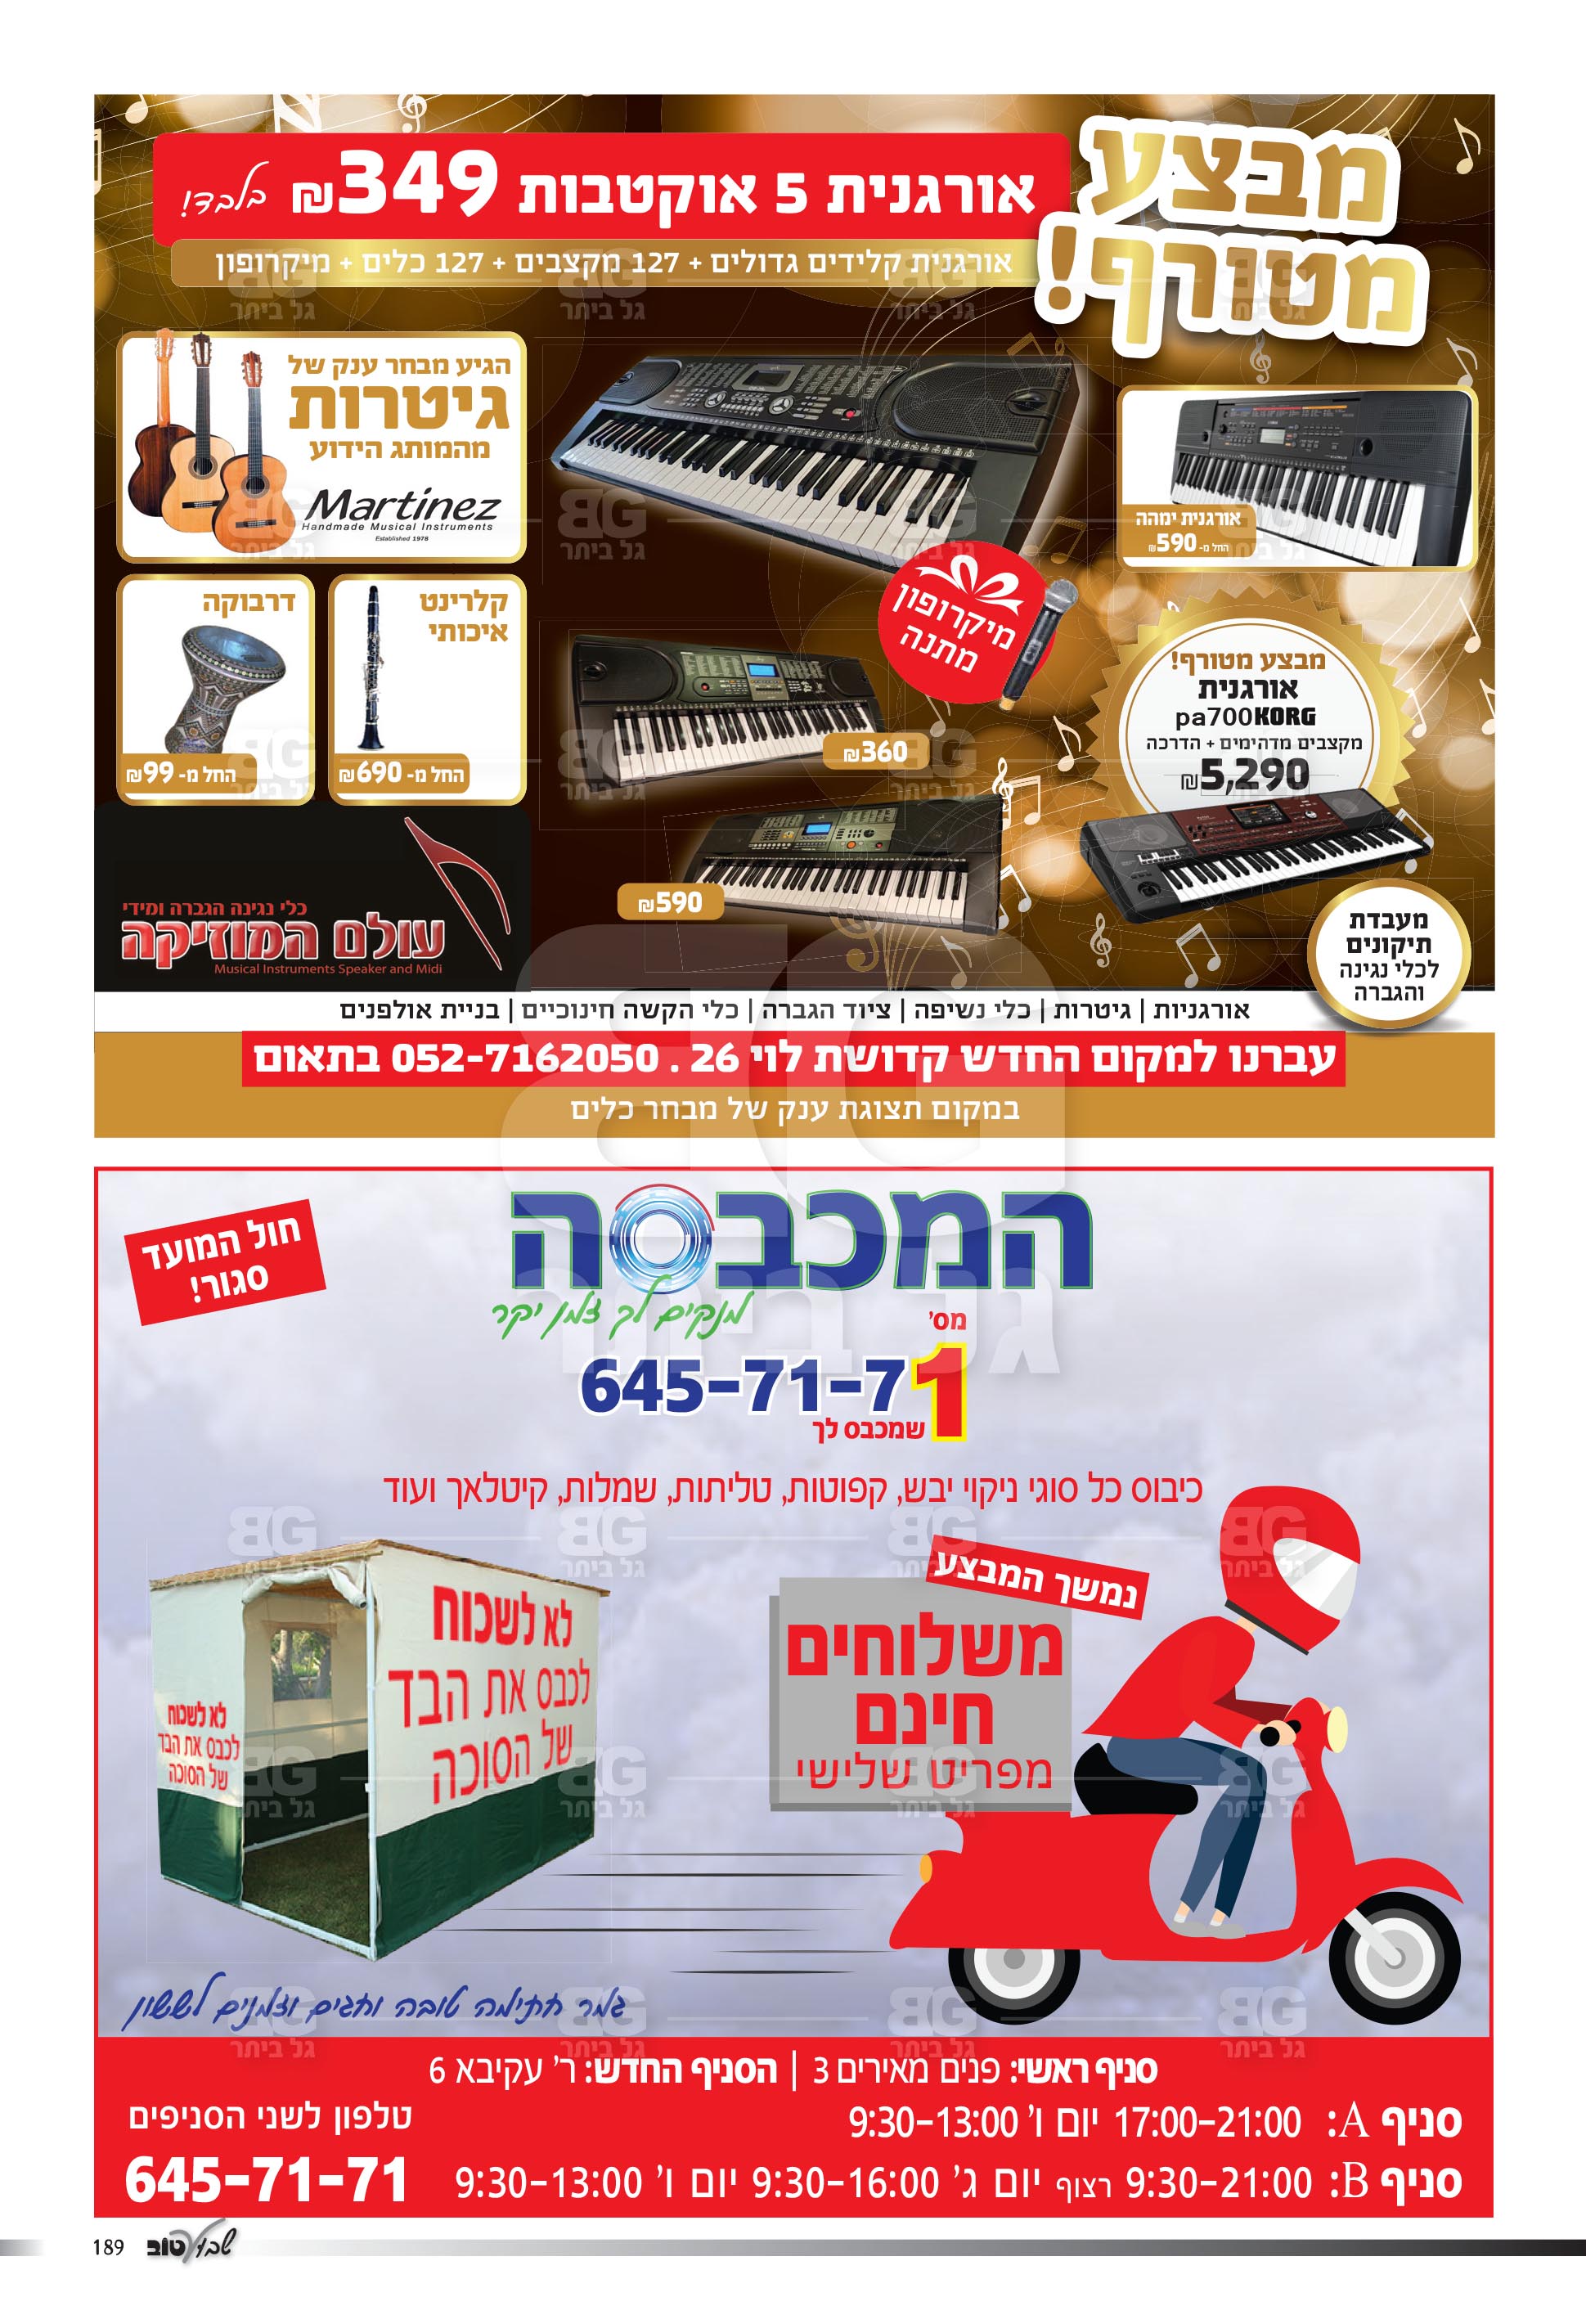 מבצע
מטורף!
אורגנית 5 אוקטבות 349₪ בלבד!
אורגנית קלידים גדולים + 127 מקצבים + 127 כלים + מיקרופון
הגיע מבחר ענק של
גיטרות
מהמותג הידוע
Martinez
Handmade Musical Instruments
Established 1978
אורגנית ימהה
החל מ- 590₪
מיקרופון
מתנה
קלרינט
איכותי
החל מ- 690₪
דרבוקה
החל מ- 99₪
מבצע מטורף!
אורגנית
pa700KORG
מקצבים מדהימים + הדרכה
5,290₪
360₪
590₪
כלי נגינה הגברה ומידי
עולם המוזיקה
Musical Instruments Speaker and Midi
מעבדת
תיקונים
לכלי נגינה
והגברה
אורגניות | גיטרות | כלי נשיפה | ציוד הגברה | כלי הקשה חינוכיים | בניית אולפנים
עברנו למקום החדש קדושת לוי 26 . 052-7162050 בתאום
במקום תצוגת ענק של מבחר כלים
חול המועד
סגור!
המכבסה
מנקים לך זמן יקר
מס'
645-71-71
שמכבס לך
כיבוס כל סוגי ניקוי יבש, קפוטות, טליתות, שמלות, קיטלאך ועוד
נמשך המבצע
משלוחים
חינם
מפריט שלישי
לא לשכוח
לכבס את הבד
של הסוכה
לא לשכוח
לכבס את הבד
של הסוכה
גמר חתימה טובה וחגים וזמנים לששון
סניף ראשי: פנים מאירים 3 | הסניף החדש: ר' עקיבא 6
סניף A: 17:00-21:00 יום ו' 9:30-13:00
סניף B: 9:30-21:00 רצוף יום ג' 9:30-16:00 יום ו' 9:30-13:00
טלפון לשני הסניפים
645-71-71
189 שבוע טוב
BG
גל ביתר